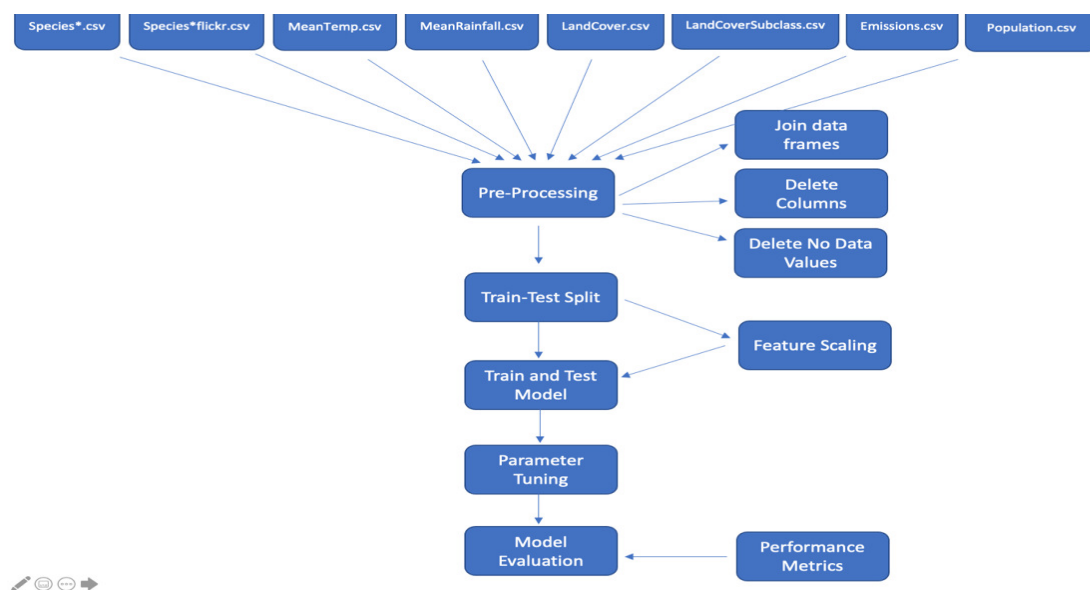 Species*.csv
Species*flickr.csv
MeanTemp.csv
MeanRainfall.csv
LandCover.csv
LandCoverSubclass.csv
Emissions.csv
Population.csv
Join data
frames
Pre-Processing
Delete
Columns
Delete No Data
Values
Train-Test Split
Feature Scaling
Train and Test
Model
Parameter
Tuning
Model
Evaluation
Performance
Metrics